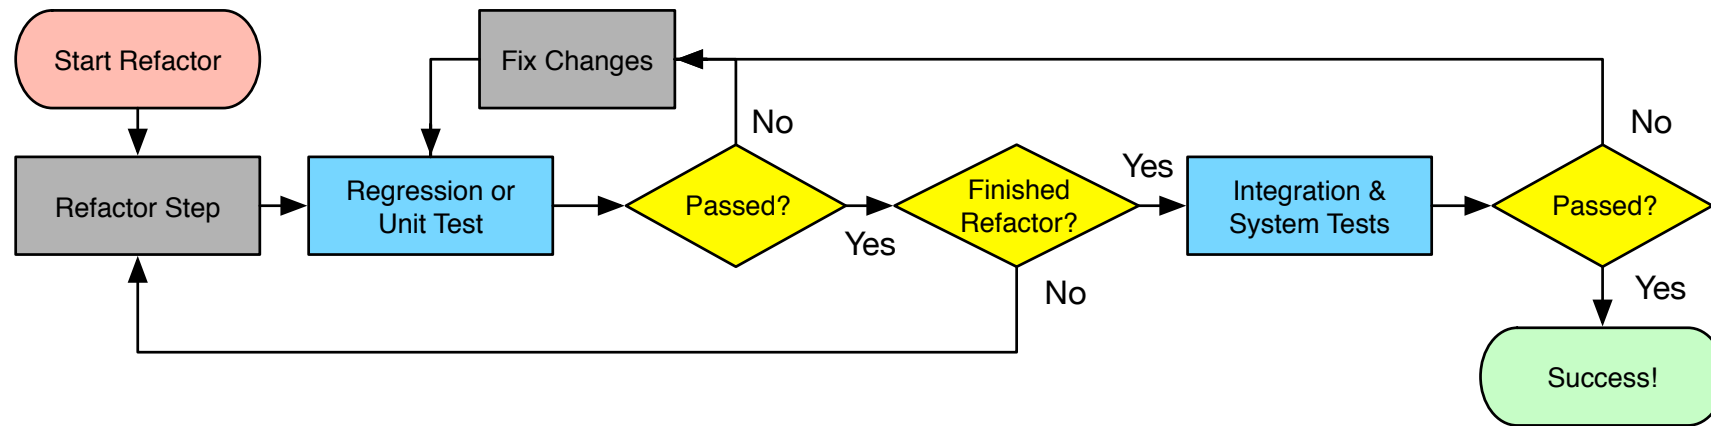 Start Refactor
Fix Changes
No
No
Refactor Step
Regression or
Unit Test
Passed?
Yes
Finished
Refactor?
Yes
Integration &
System Tests
Passed?
No
Yes
Success!